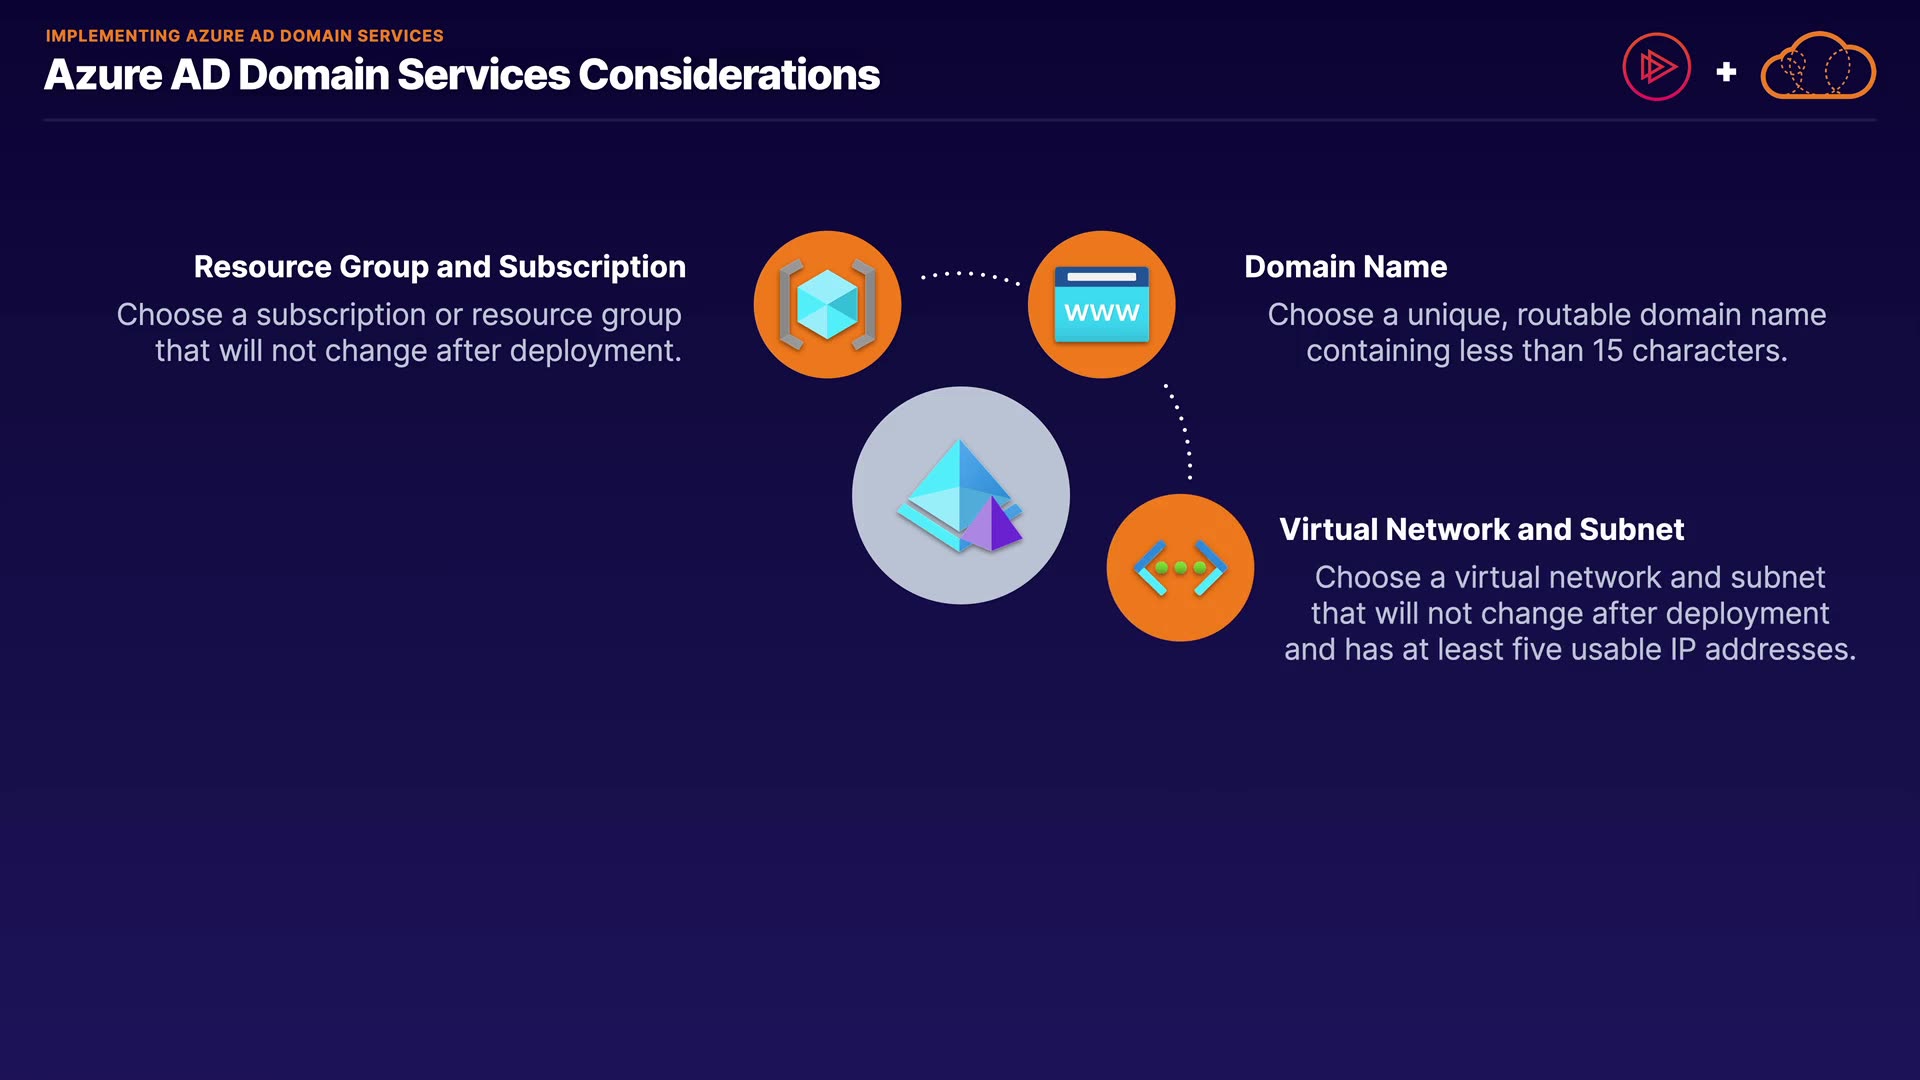 IMPLEMENTING AZURE AD DOMAIN SERVICES
Azure AD Domain Services Considerations
Resource Group and Subscription
Choose a subscription or resource group
that will not change after deployment.
www
Domain Name
Choose a unique, routable domain name
containing less than 15 characters.
Virtual Network and Subnet
Choose a virtual network and subnet
that will not change after deployment
and has at least five usable IP addresses.